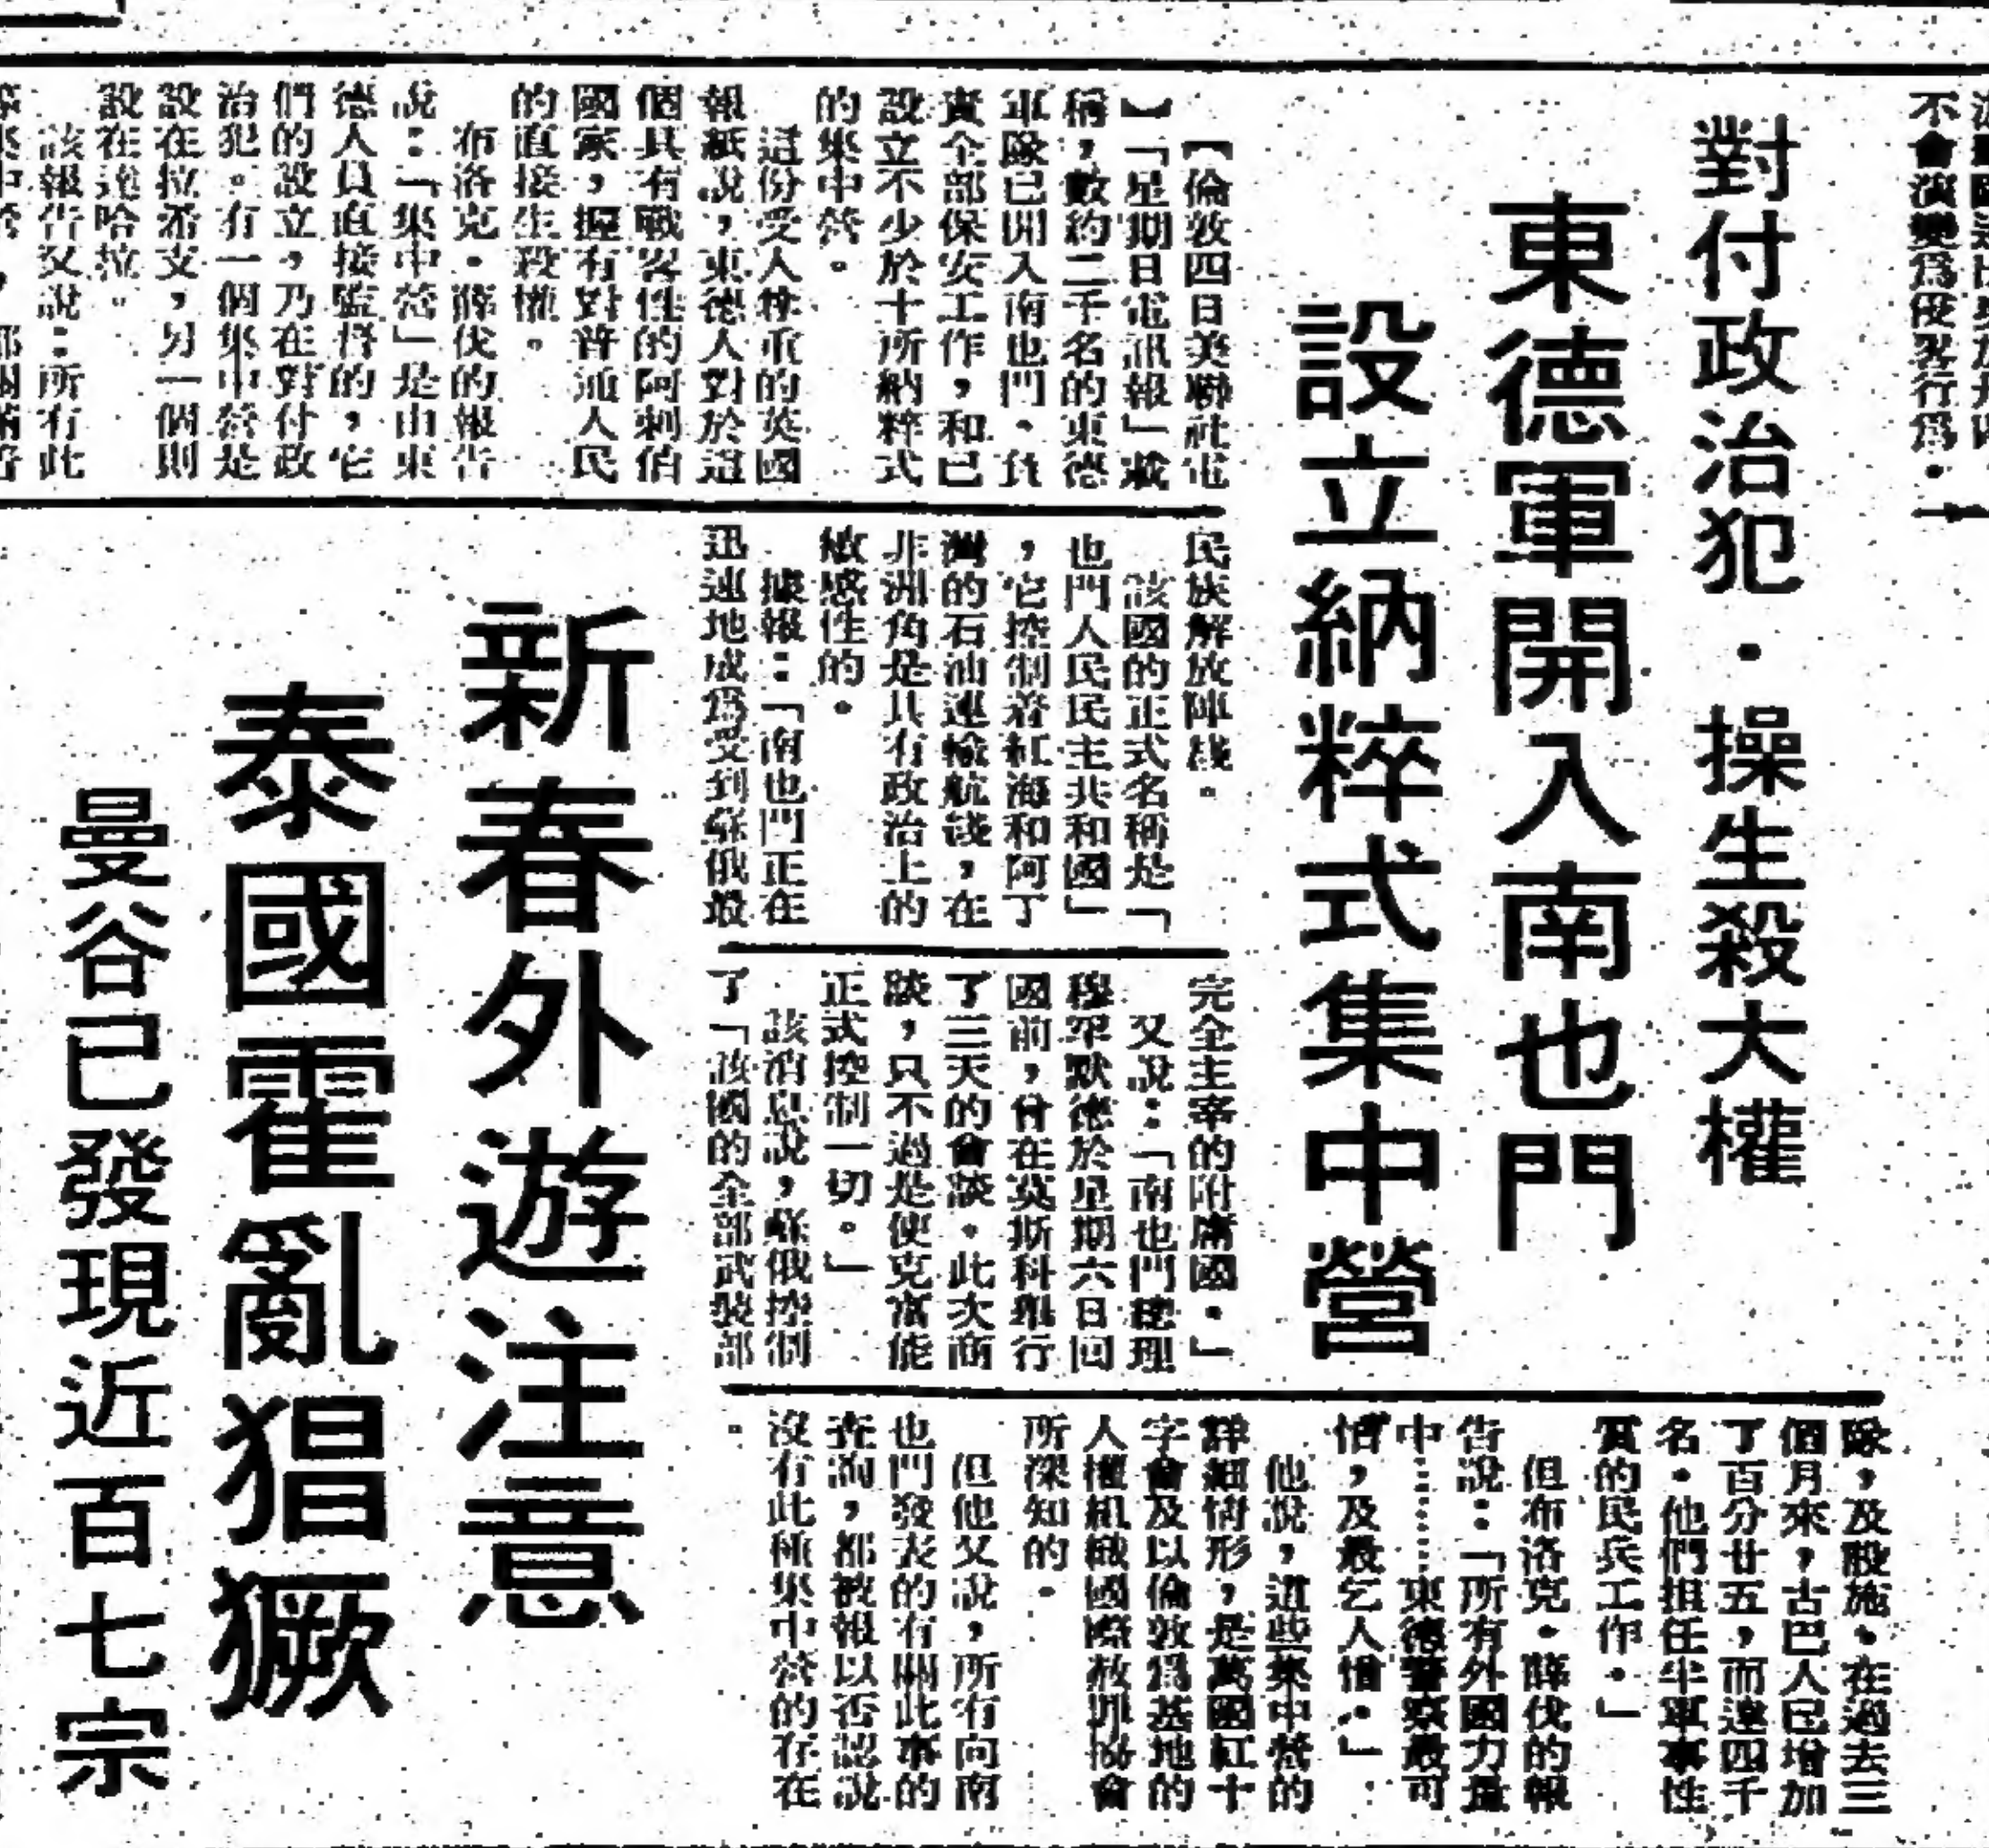 不會演變爲侵畧行爲。」
對付政治犯·操生殺大權
東德軍開入南也門
設立納粹式集中營
【倫敦四日美聯社電
】「星期日電訊報」載
稱,數約二千名的東德
軍隊已開入南也門。負
責全部保安工作,和已
設立不少於十所納粹式
的集中營。
這份受人尊重的英國
報紙說,東德人對於這
個具有戰畧性的阿剌伯
國家,握有對普通人民
的直接生殺權。
布洛克·薛伐的報告
說:「集中營」是由東
德人員直接監督的,它
們的設立,乃在對付政
治犯。有一個集中營是
設在拉希支,另一個則
設在達哈拉。
該報告又說:所有此
民族解放陣綫。
該國的正式名稱是「
也門人民民主共和國」
,它控制着紅海和阿丁
灣的石油運輸航綫,在
非洲角是具有政治上的
敏感性的。
據報:「南也門正在
迅速地成爲受到蘇俄最
完全主宰的附庸國。」
又說:「南也門總理
穆罕默德於星期六日回
國前,曾在莫斯科舉行
了三天的會談。此次商
談,只不過是使克宮能
正式控制一切。」
該消息說,蘇俄控制
了「該國的全部武裝部
隊,及設施。在過去三
個月來,古巴人已增加
了百分廿五,而達四千
名。他們担任半軍事性
質的民兵工作。」
但布洛克·薛伐的報
告說:「所有外國力量
中……東德警察最可
怕,及最乞人憎。」
他說,這些集中營的
詳細情形,是萬國紅十
字會及以倫敦爲基地的
人權組織國際赦罪協會
所深知的。
但他又說,所有向南
也門發表的有關此事的
查詢,都被報以否認說
沒有此種集中營的存在
。
新春外遊注意
泰國霍亂猖獗
曼谷已發現近百七宗